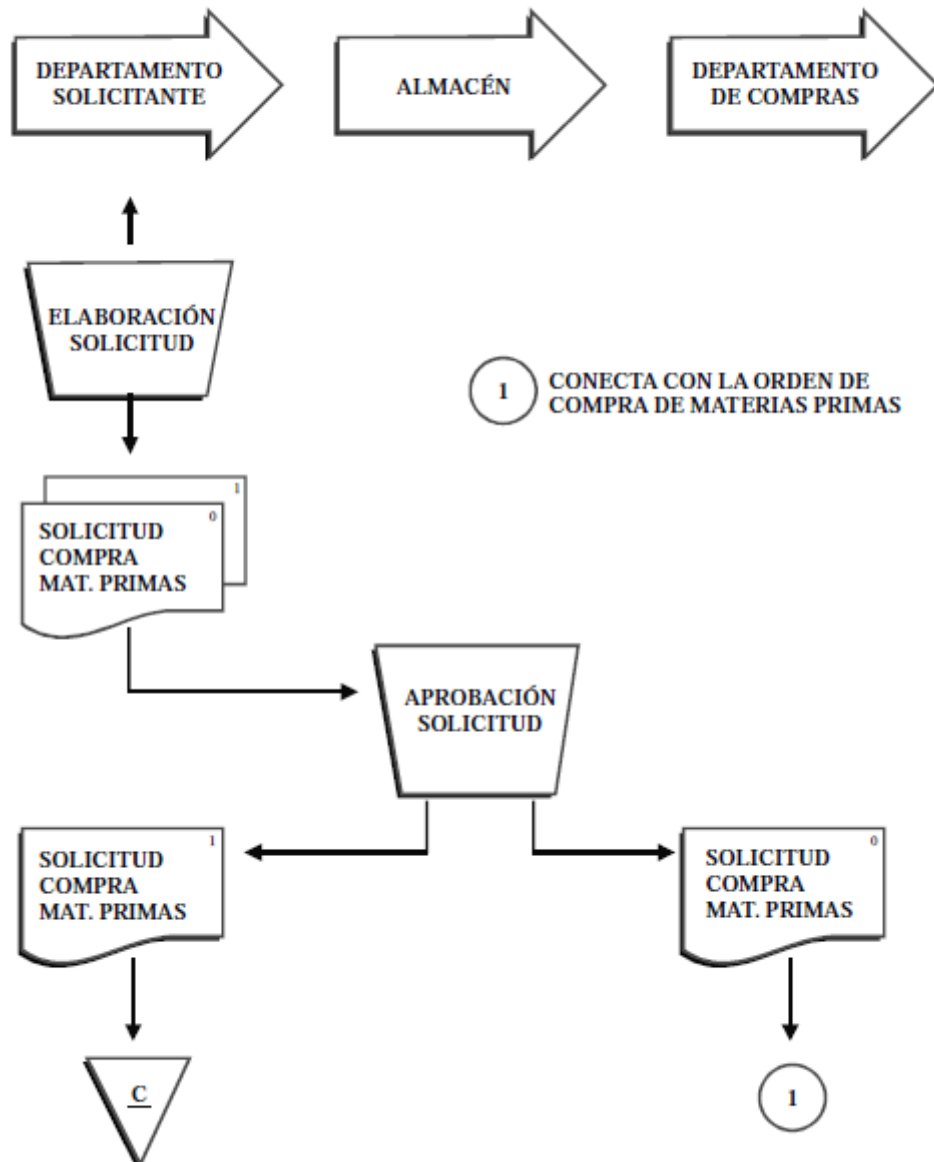 DEPARTAMENTO
SOLICITANTE
ALMACÉN
DEPARTAMENTO
DE COMPRAS
ELABORACIÓN
SOLICITUD
1
CONECTA CON LA ORDEN DE
COMPRA DE MATERIAS PRIMAS
1
0
SOLICITUD
COMPRA
MAT. PRIMAS
APROBACIÓN
SOLICITUD
1
SOLICITUD
COMPRA
MAT. PRIMAS
0
SOLICITUD
COMPRA
MAT. PRIMAS
C
1